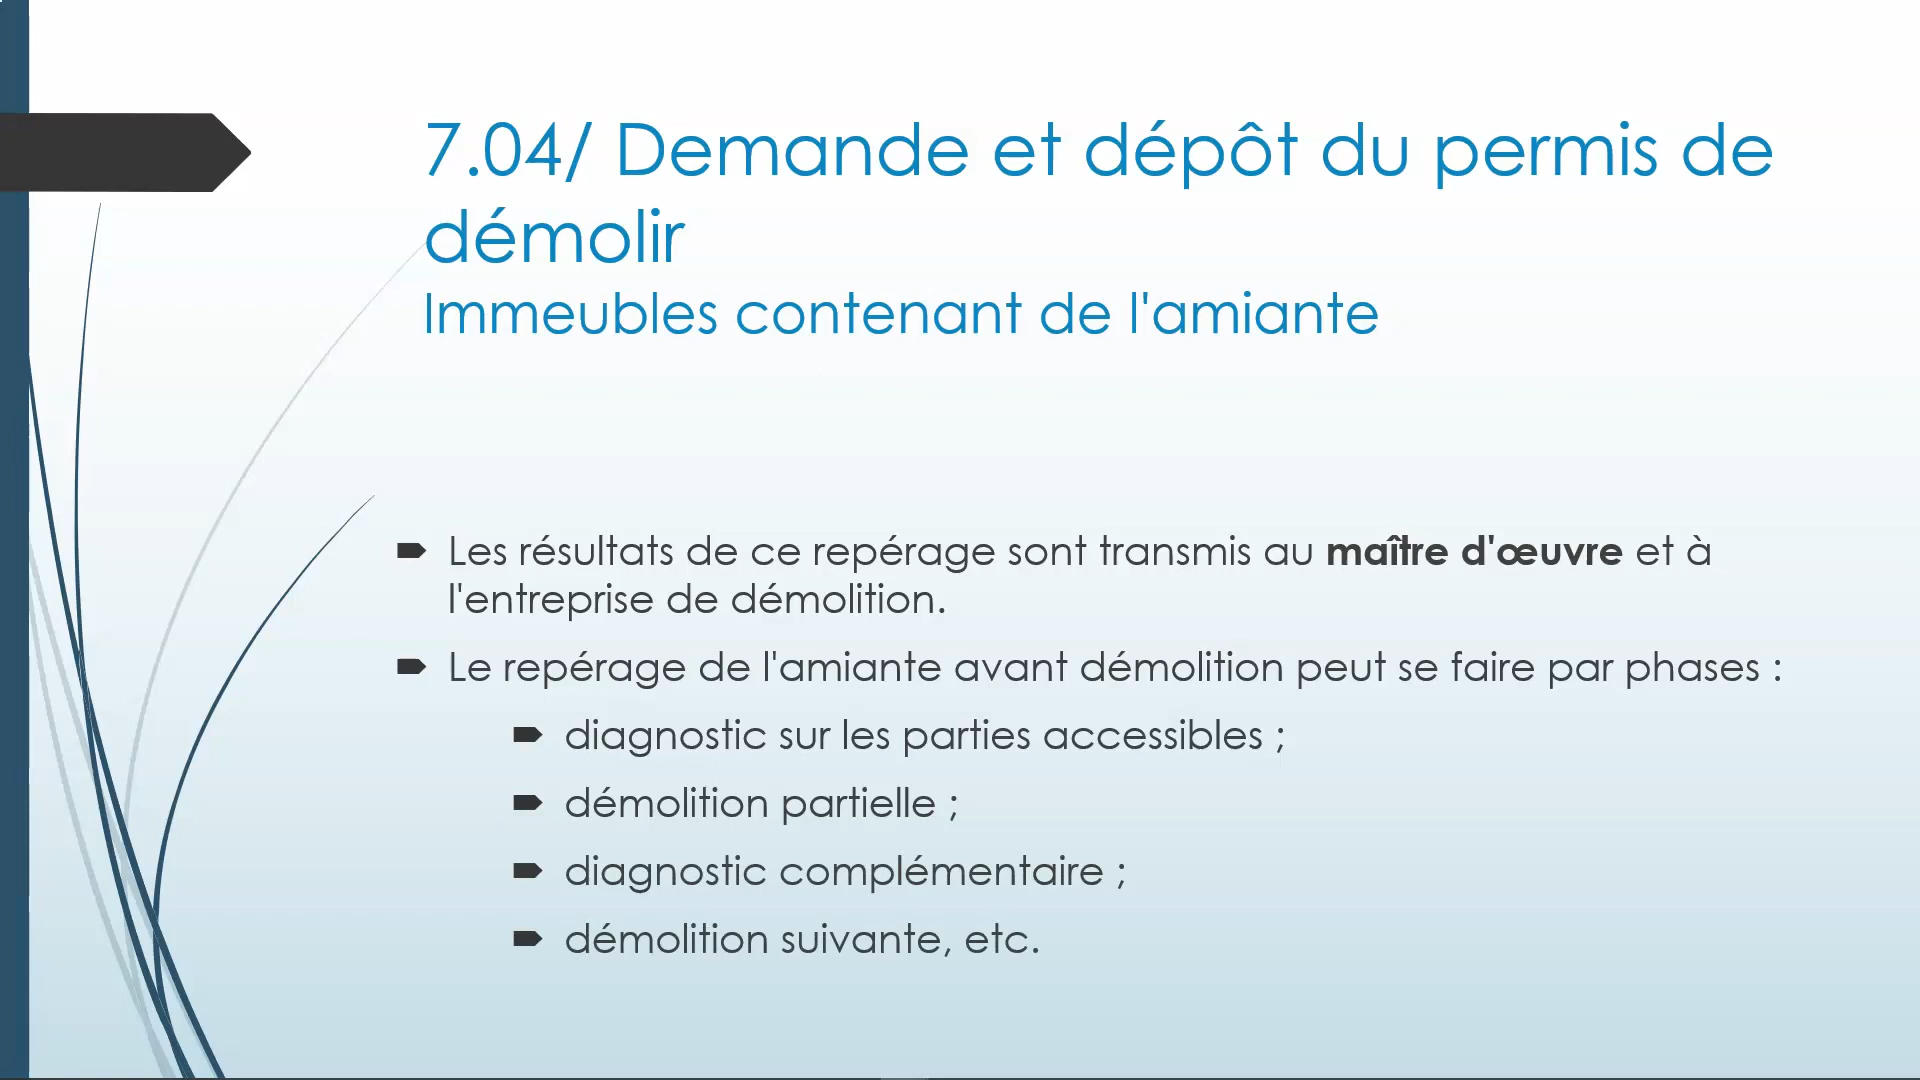 7.04/ Demande et dépôt du permis de
démolir
Immeubles contenant de l'amiante
Les résultats de ce repérage sont transmis au maître d'œuvre et à
l'entreprise de démolition.
Le repérage de l'amiante avant démolition peut se faire par phases :
diagnostic sur les parties accessibles ;
démolition partielle ;
diagnostic complémentaire ;
démolition suivante, etc.